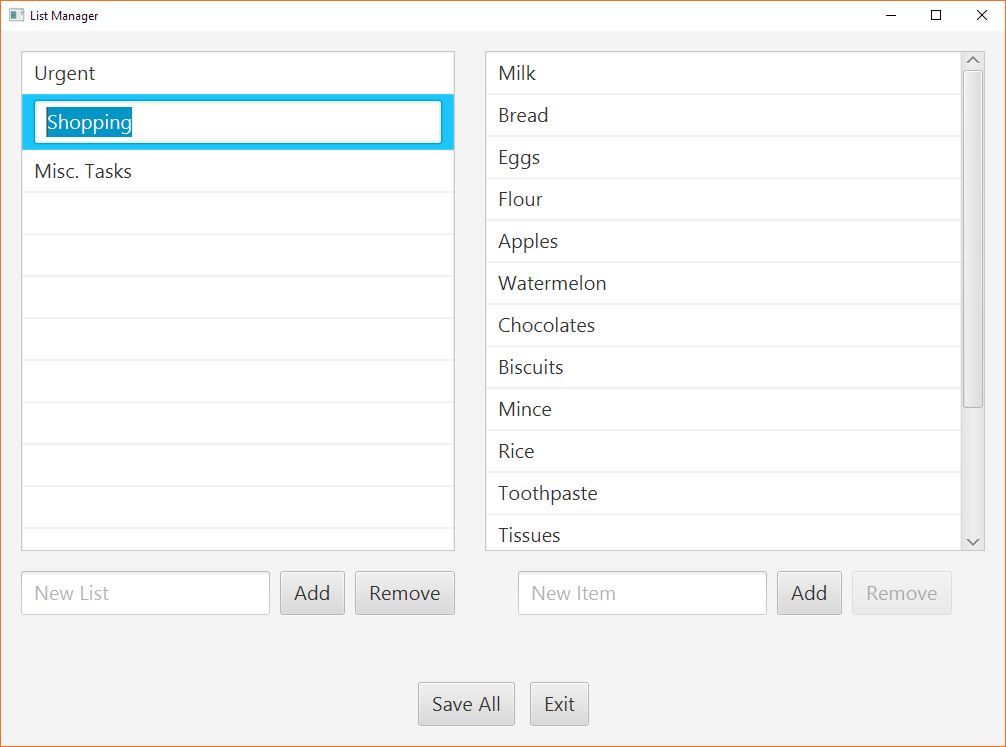 List Manager
Urgent
Shopping
Misc. Tasks
Milk
Bread
Eggs
Flour
Apples
Watermelon
Chocolates
Biscuits
Mince
Rice
Toothpaste
Tissues
New List
Add
Remove
New Item
Add
Remove
Save All
Exit